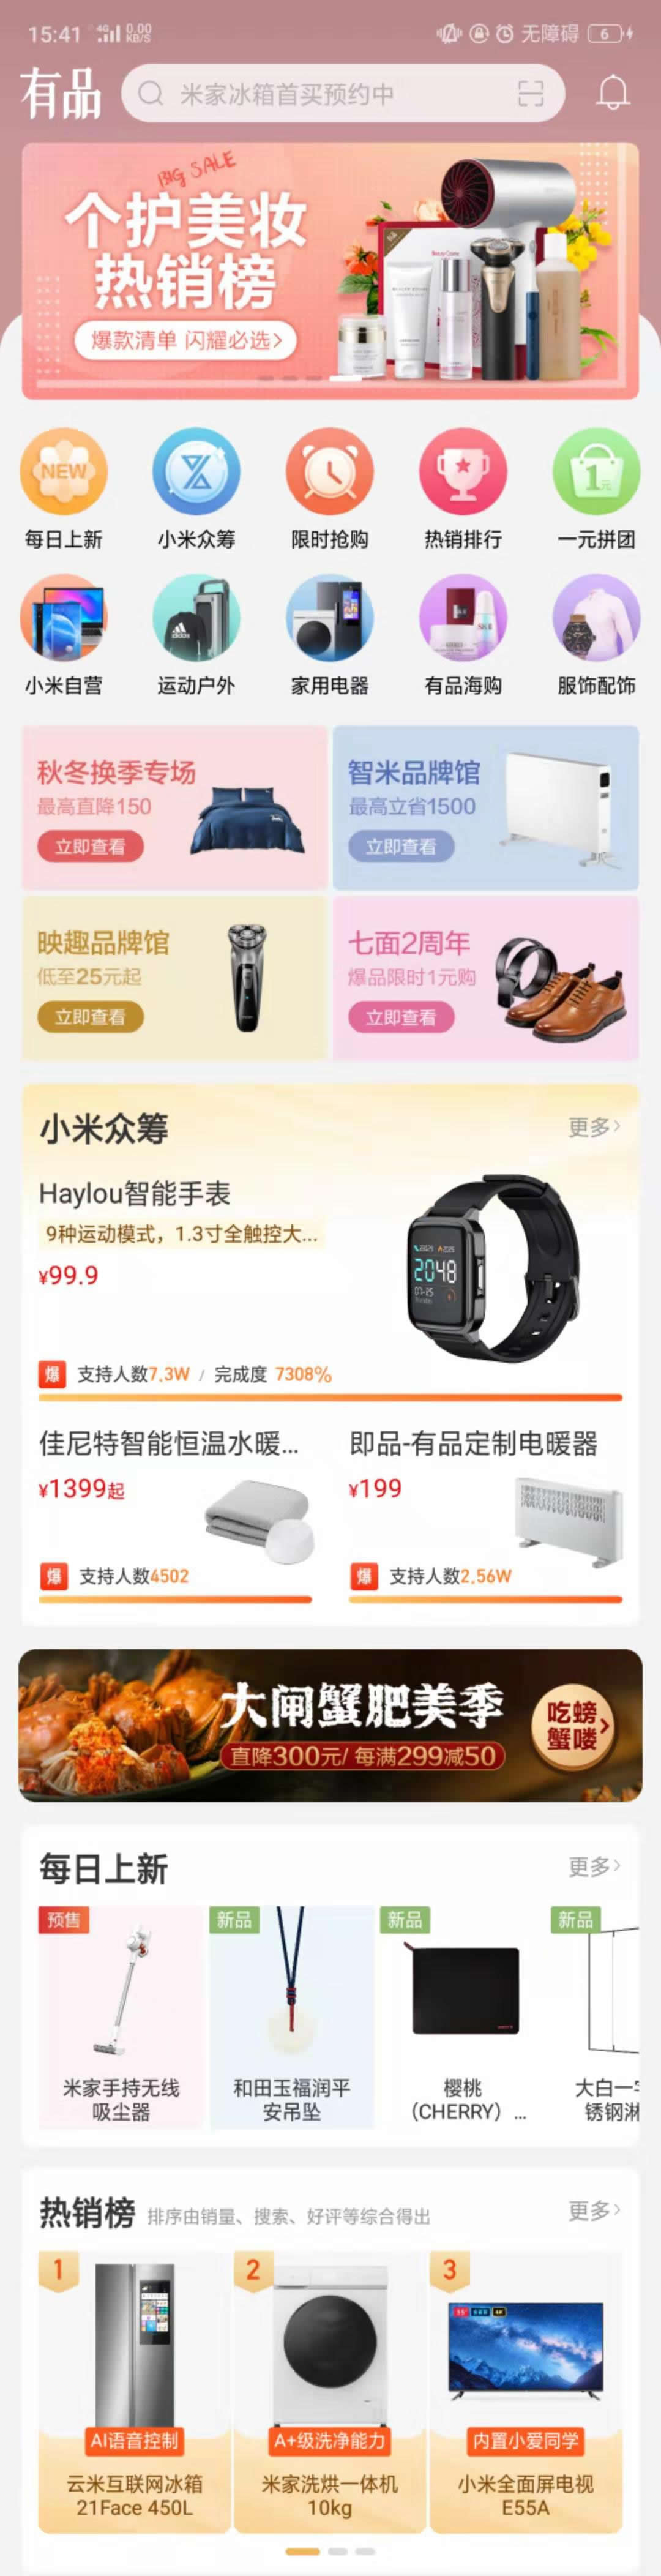 15:41 4G 0.00 KB/S 无障碍 6
有品
米家冰箱首买预约中
BIG SALE
个护美妆
热销榜
爆款清单 闪耀必选>
NEW
1元
每日上新 小米众筹 限时抢购 热销排行 一元拼团
adidas
小米自营 运动户外 家用电器 有品海购 服饰配饰
秋冬换季专场
最高直降150
立即查看
智米品牌馆
最高立省1500
立即查看
映趣品牌馆
低至25元起
立即查看
七面2周年
爆品限时1元购
立即查看
小米众筹
更多>
Haylou智能手表
9种运动模式，1.3寸全触控大...
¥99.9
2048
07-25
爆 支持人数7.3W / 完成度 7308%
佳尼特智能恒温水暖...
¥1399起
爆 支持人数4502
即品-有品定制电暖器
¥199
爆 支持人数2.56W
大闸蟹肥美季
直降300元/ 每满299减50
吃螃
蟹喽
每日上新
更多>
预售 新品 新品 新品
米家手持无线
吸尘器
和田玉福润平
安吊坠
樱桃
（CHERRY）...
大白一
锈钢淋
热销榜 排序由销量、搜索、好评等综合得出
更多>
1 2 3
AI语音控制
云米互联网冰箱
21Face 450L
A+级洗净能力
米家洗烘一体机
10kg
内置小爱同学
小米全面屏电视
E55A